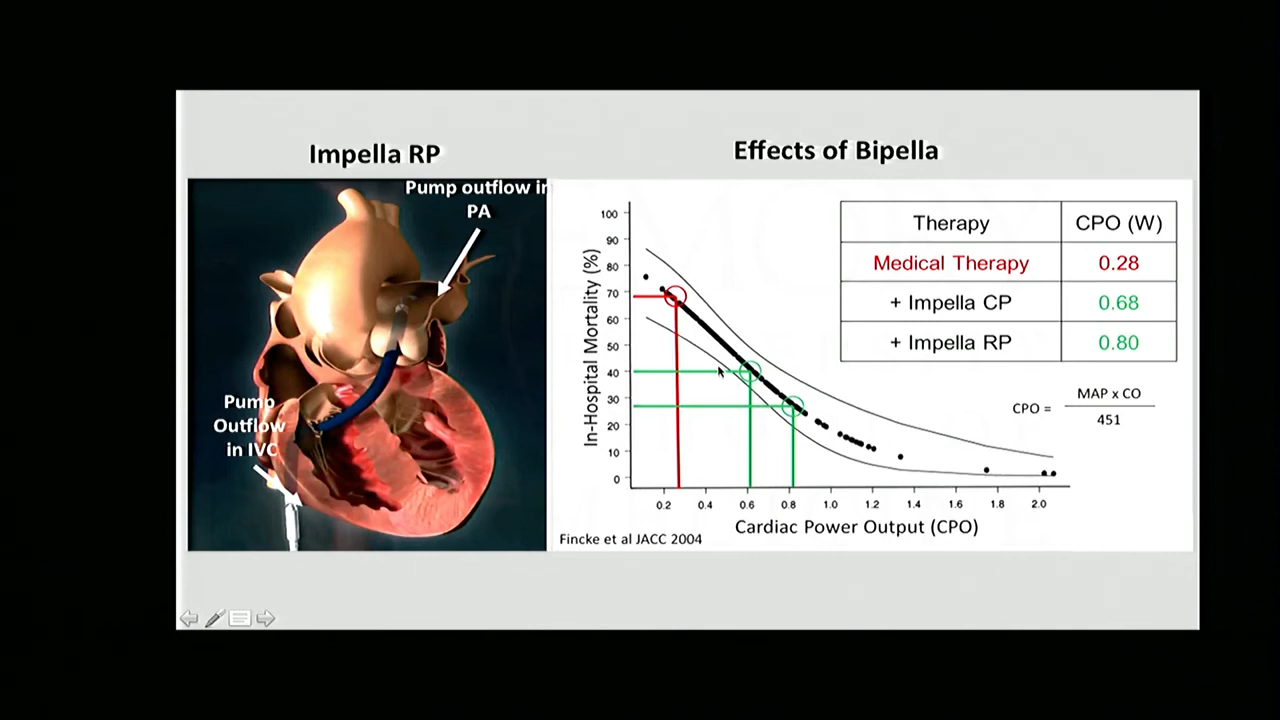 Impella RP
Pump outflow in
PA
Pump
Outflow
in IVC
Effects of Bipella
In-Hospital Mortality (%)
100
90
80
70
60
50
40
30
20
10
0
0.2 0.4 0.6 0.8 1.0 1.2 1.4 1.6 1.8 2.0
Cardiac Power Output (CPO)
Fincke et al JACC 2004
Therapy CPO (W)
Medical Therapy 0.28
+ Impella CP 0.68
+ Impella RP 0.80
CPO =
MAP x CO
451